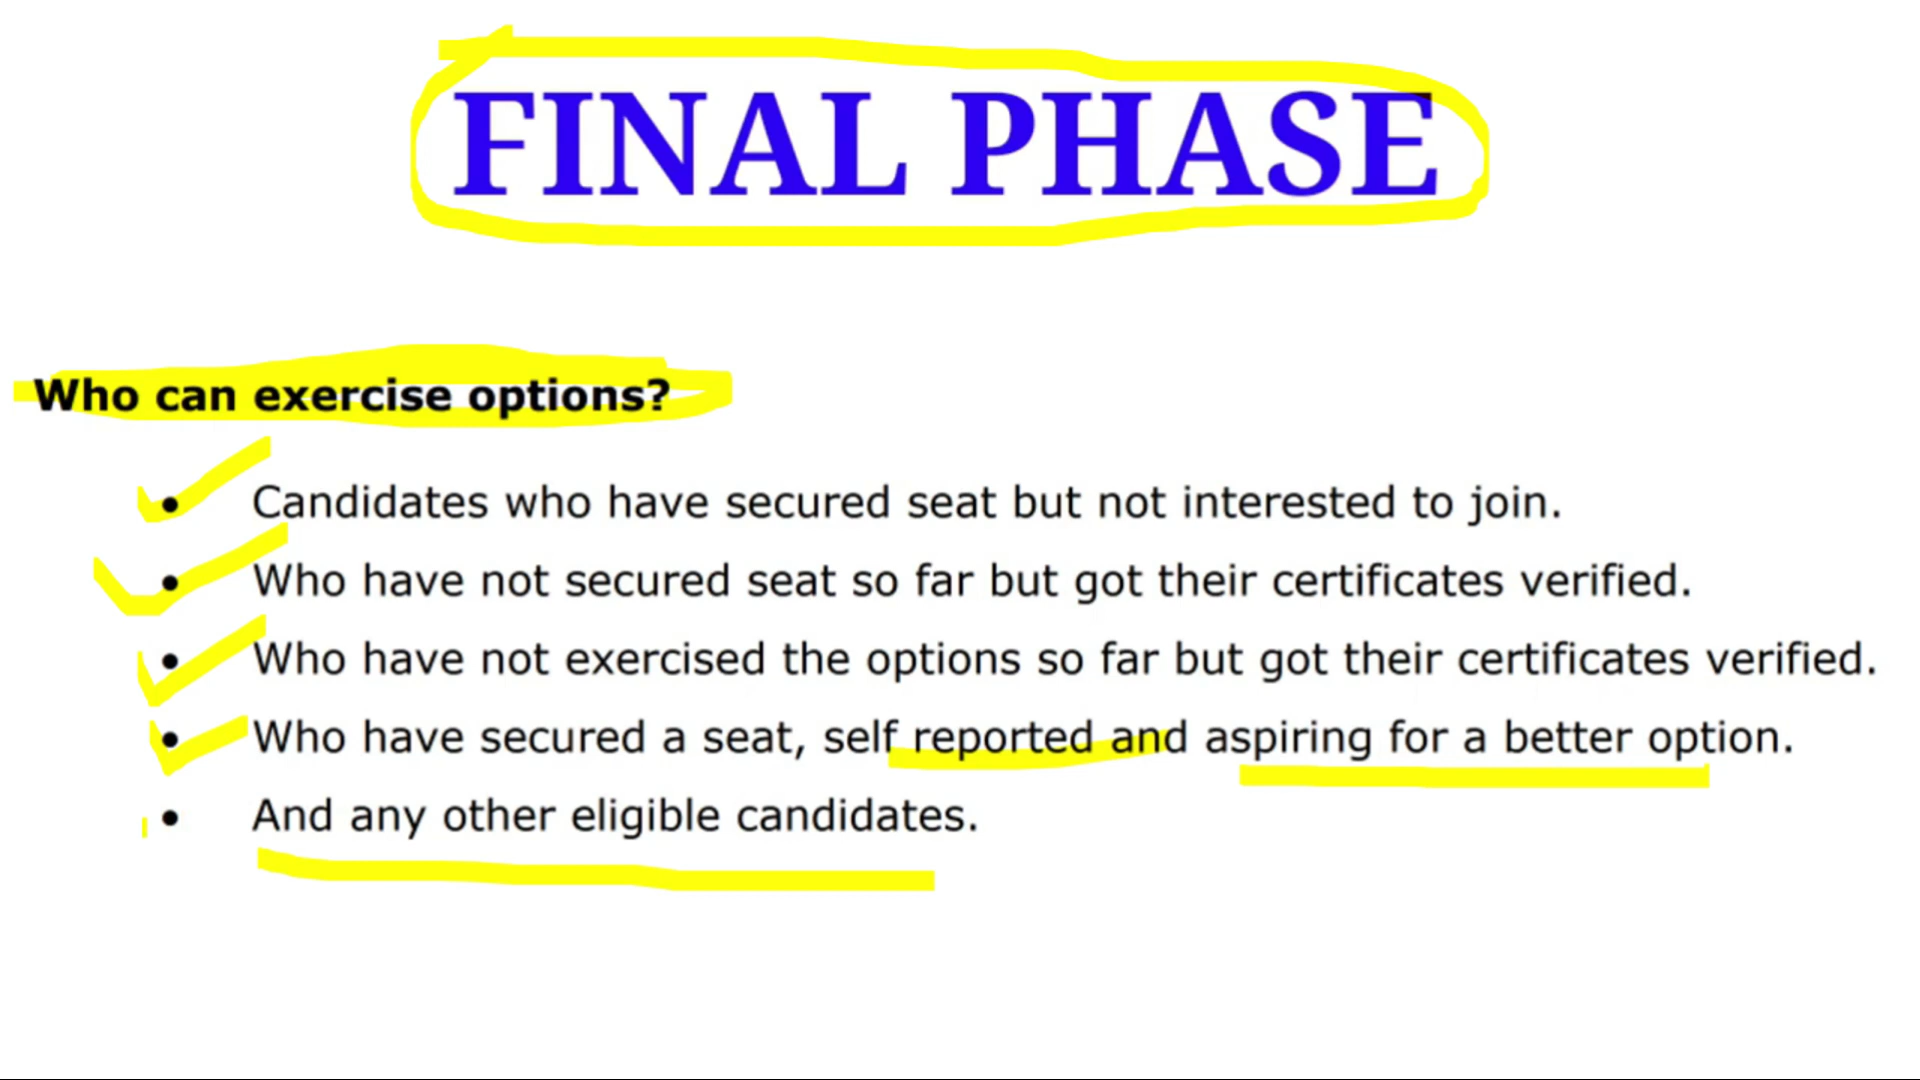 FINAL PHASE
Who can exercise options?
• Candidates who have secured seat but not interested to join.
• Who have not secured seat so far but got their certificates verified.
• Who have not exercised the options so far but got their certificates verified.
• Who have secured a seat, self reported and aspiring for a better option.
• And any other eligible candidates.